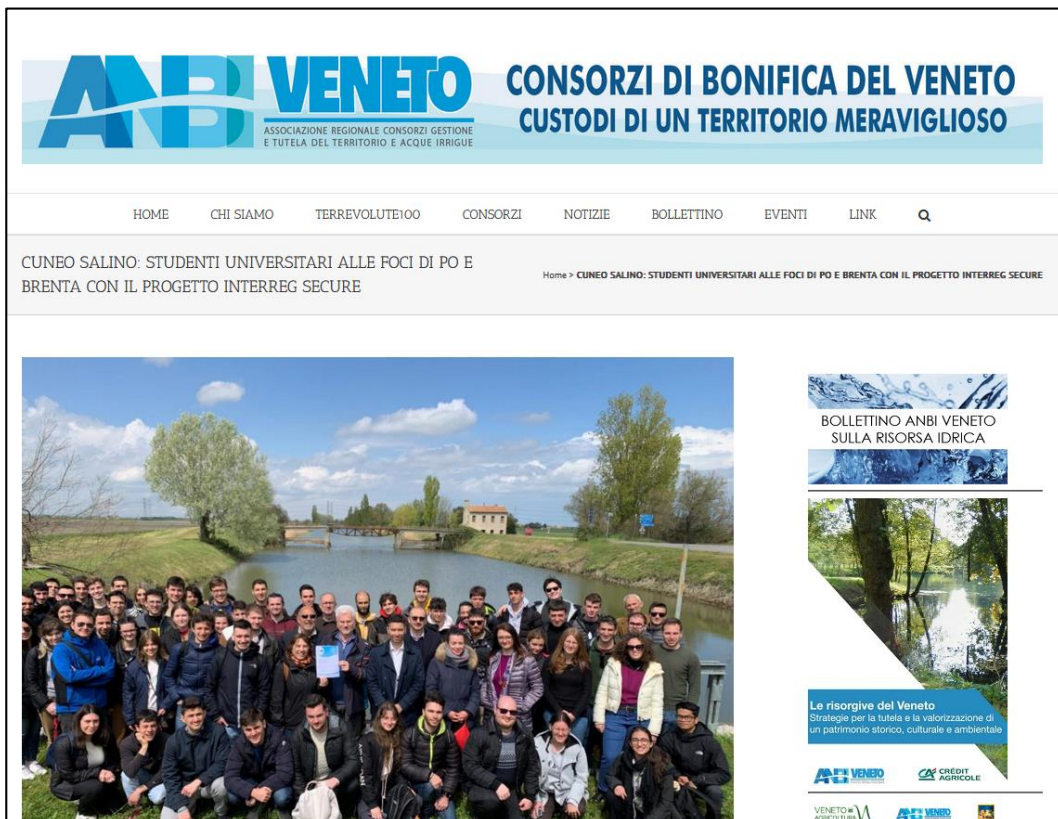 ANBI VENETO
ASSOCIAZIONE REGIONALE CONSORZI GESTIONE
E TUTELA DEL TERRITORIO E ACQUE IRRIGUE
CONSORZI DI BONIFICA DEL VENETO
CUSTODI DI UN TERRITORIO MERAVIGLIOSO
HOME CHI SIAMO TERREVOLUTE100 CONSORZI NOTIZIE BOLLETTINO EVENTI LINK
CUNEO SALINO: STUDENTI UNIVERSITARI ALLE FOCI DI PO E
BRENTA CON IL PROGETTO INTERREG SECURE
Home > CUNEO SALINO: STUDENTI UNIVERSITARI ALLE FOCI DI PO E BRENTA CON IL PROGETTO INTERREG SECURE
BOLLETTINO ANBI VENETO
SULLA RISORSA IDRICA
Le risorgive del Veneto
Strategie per la tutela e la valorizzazione di
un patrimonio storico, culturale e ambientale
ANBI VENETO
CRÉDIT
AGRICOLE
VENETO
AGRICOLTURA
ANBI VENETO